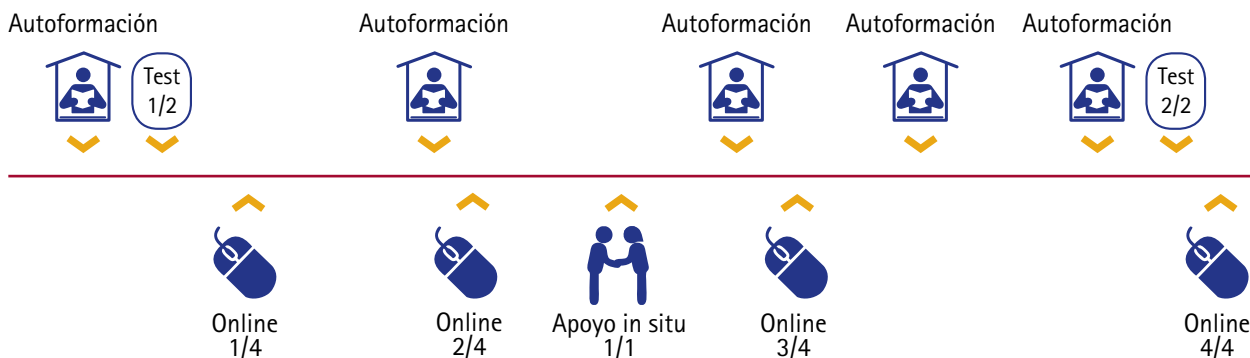 Autoformación
Autoformación
Autoformación
Autoformación
Autoformación
Test
1/2
Test
2/2
Online
1/4
Online
2/4
Apoyo in situ
1/1
Online
3/4
Online
4/4